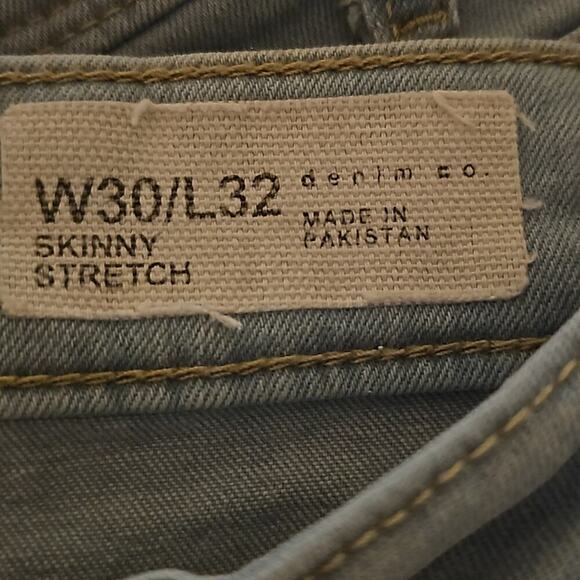 W30/L32
SKINNY
STRETCH
denim co.
MADE IN
PAKISTAN